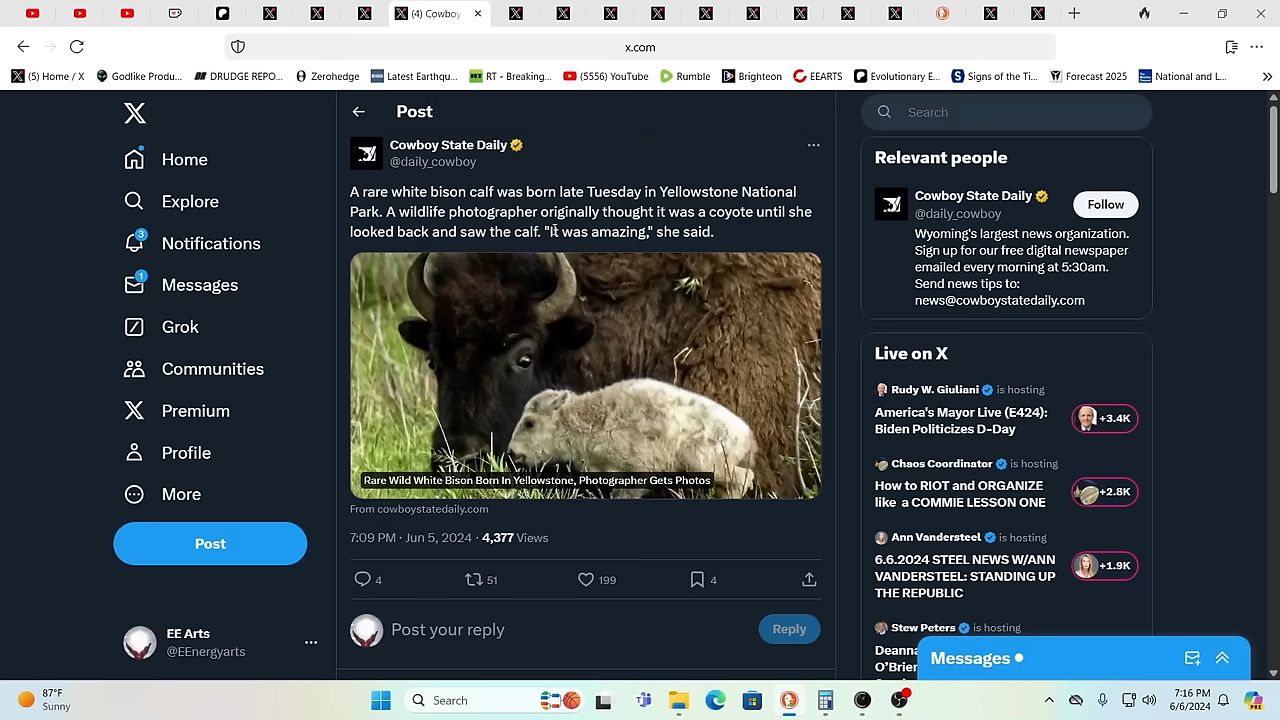 (4) Cowboy
x.com
(5) Home / X
Godlike Produ...
DRUDGE REPO...
Zerohedge
Latest Earthqu...
RT - Breaking...
(5556) YouTube
Rumble
Brighteon
EEARTS
Evolutionary E...
Signs of the Ti...
Forecast 2025
National and L...
Home
Explore
3
Notifications
1
Messages
Grok
Communities
Premium
Profile
More
Post
EE Arts
@EEnergyarts
Post
Cowboy State Daily
@daily_cowboy
A rare white bison calf was born late Tuesday in Yellowstone National
Park. A wildlife photographer originally thought it was a coyote until she
looked back and saw the calf. "It was amazing," she said.
Rare Wild White Bison Born In Yellowstone, Photographer Gets Photos
From cowboystatedaily.com
7:09 PM · Jun 5, 2024 · 4,377 Views
4
51
199
4
Post your reply
Reply
Search
Relevant people
Cowboy State Daily
@daily_cowboy
Follow
Wyoming's largest news organization.
Sign up for our free digital newspaper
emailed every morning at 5:30am.
Send news tips to:
news@cowboystatedaily.com
Live on X
Rudy W. Giuliani is hosting
America's Mayor Live (E424):
Biden Politicizes D-Day
+3.4K
Chaos Coordinator is hosting
How to RIOT and ORGANIZE
like a COMMIE LESSON ONE
+2.8K
Ann Vandersteel is hosting
6.6.2024 STEEL NEWS W/ANN
VANDERSTEEL: STANDING UP
THE REPUBLIC
+1.9K
Stew Peters is hosting
Deanna
O'Brien
Messages
87°F
Sunny
Search
7:16 PM
6/6/2024
PRE